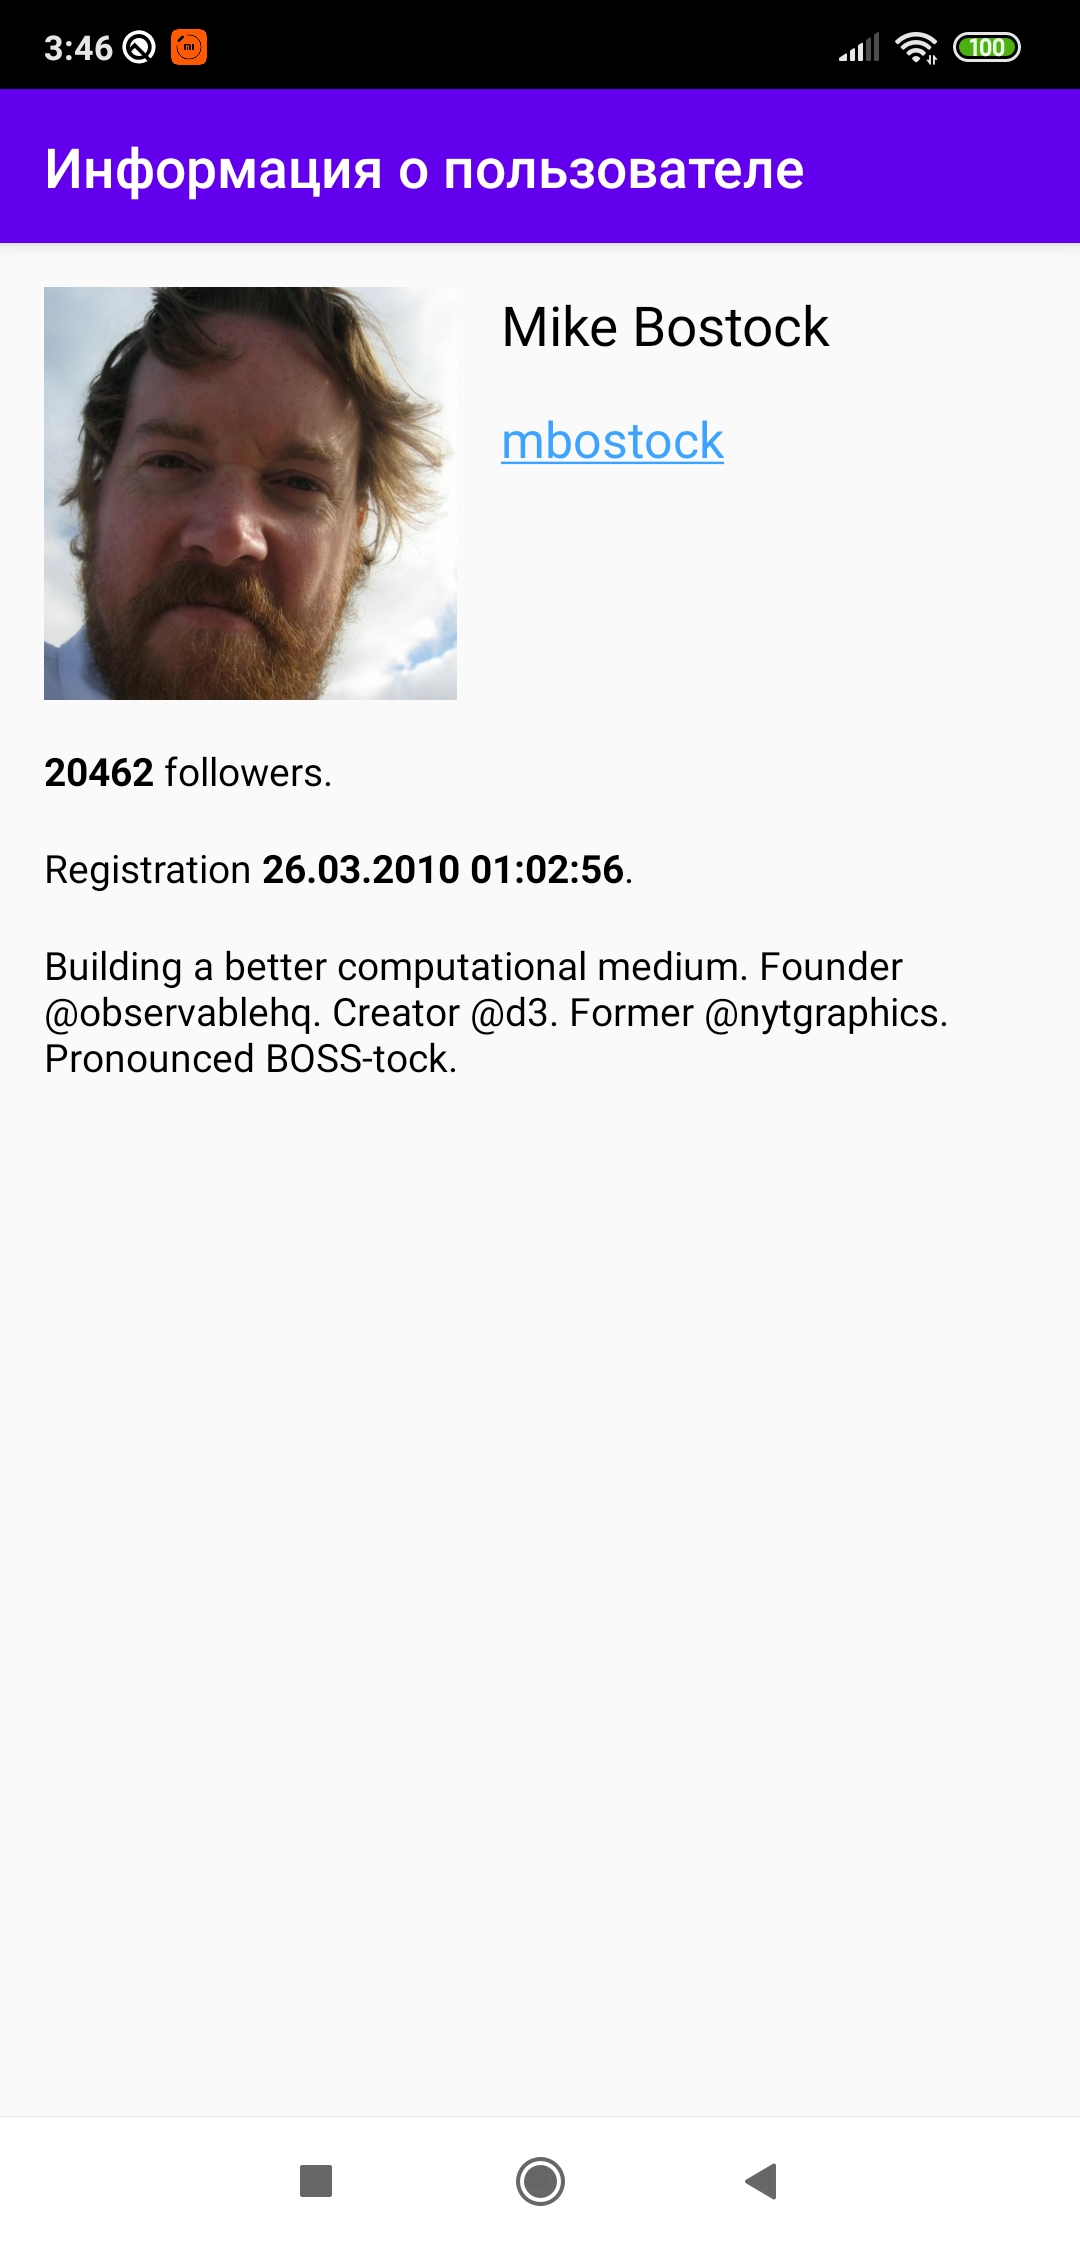 3:46
100
Информация о пользователе
Mike Bostock
mbostock
20462 followers.
Registration 26.03.2010 01:02:56.
Building a better computational medium. Founder
@observablehq. Creator @d3. Former @nytgraphics.
Pronounced BOSS-tock.